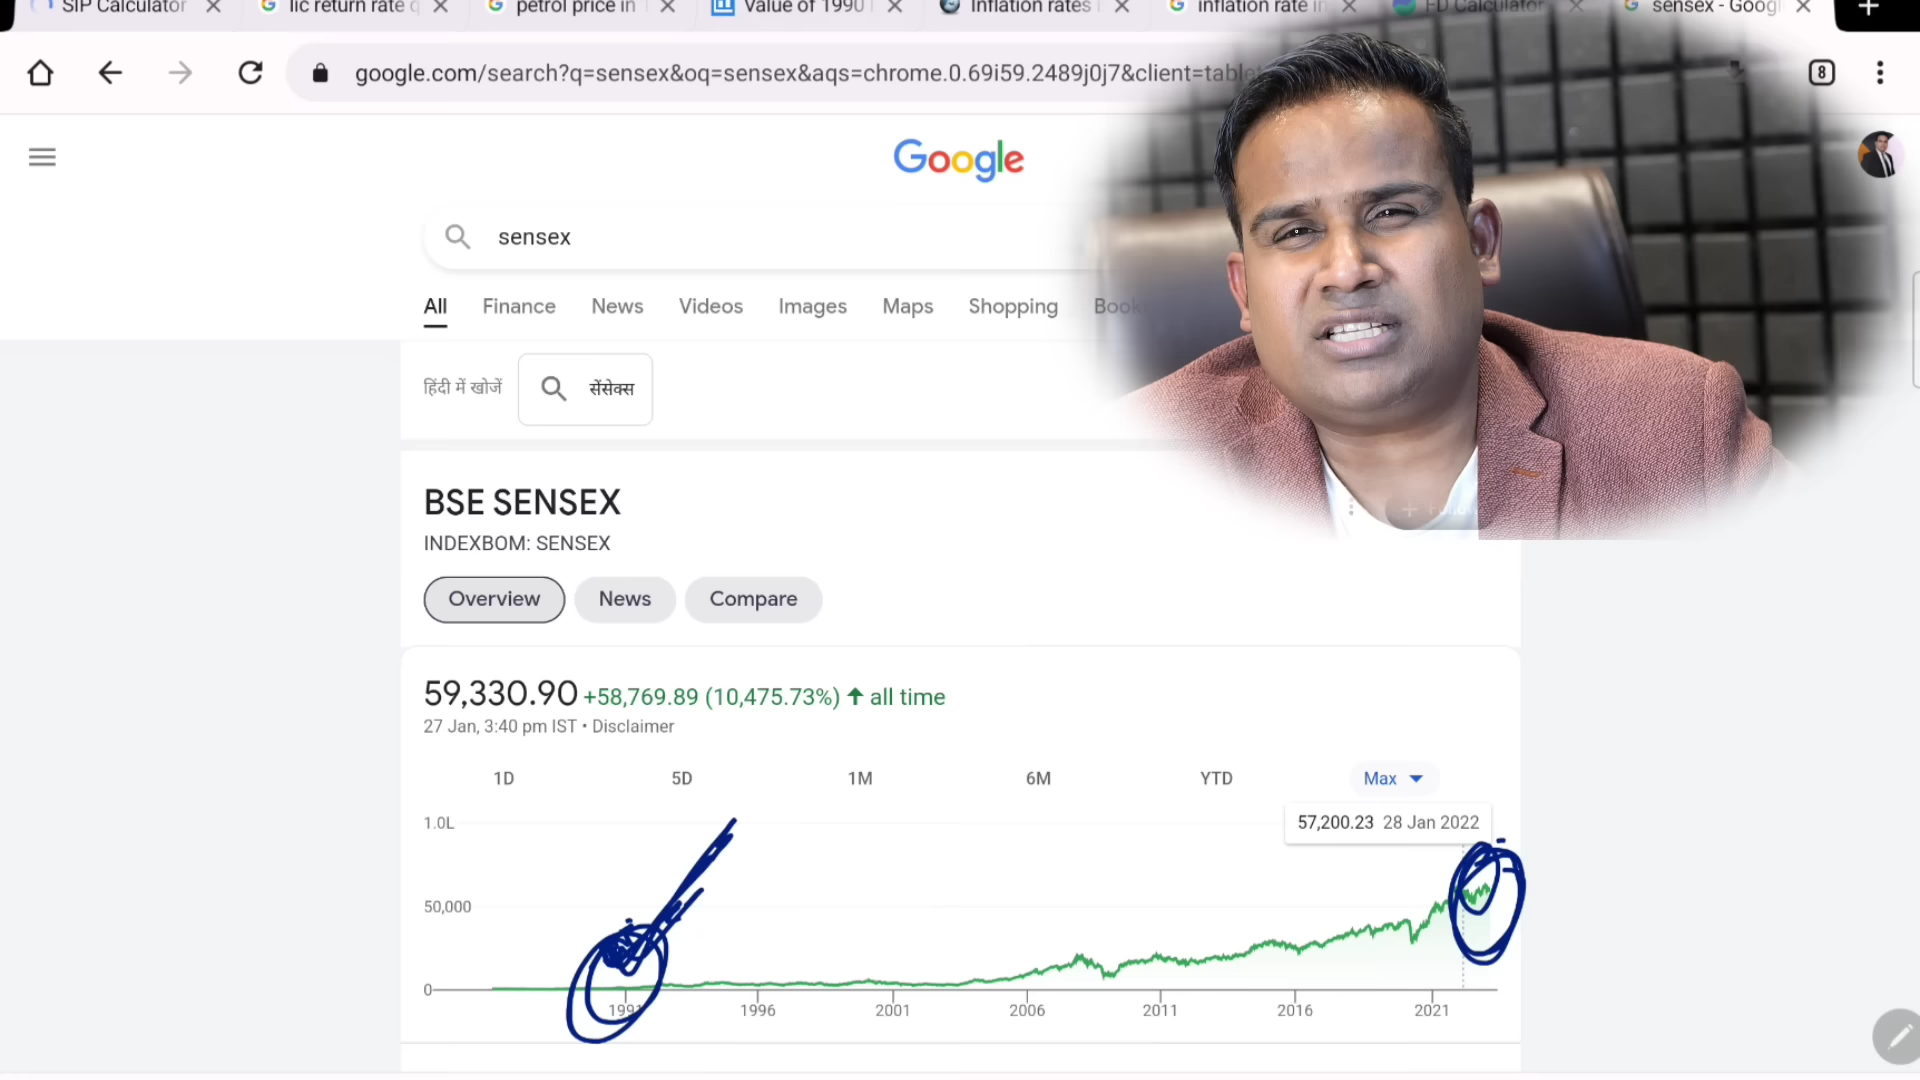 SIP Calculator
lic return rate
petrol price in
Value of 1990
Inflation rates
inflation rate in
FD Calculator
sensex - Googl
google.com/search?q=sensex&oq=sensex&aqs=chrome.0.69i59.2489j0j7&client=tablet
8
Google
sensex
All Finance News Videos Images Maps Shopping Book
हिंदी में खोजें सेंसेक्स
BSE SENSEX
INDEXBOM: SENSEX
Overview News Compare
59,330.90 +58,769.89 (10,475.73%) ↑ all time
27 Jan, 3:40 pm IST • Disclaimer
1D 5D 1M 6M YTD Max
57,200.23 28 Jan 2022
1.0L
50,000
0
1991 1996 2001 2006 2011 2016 2021